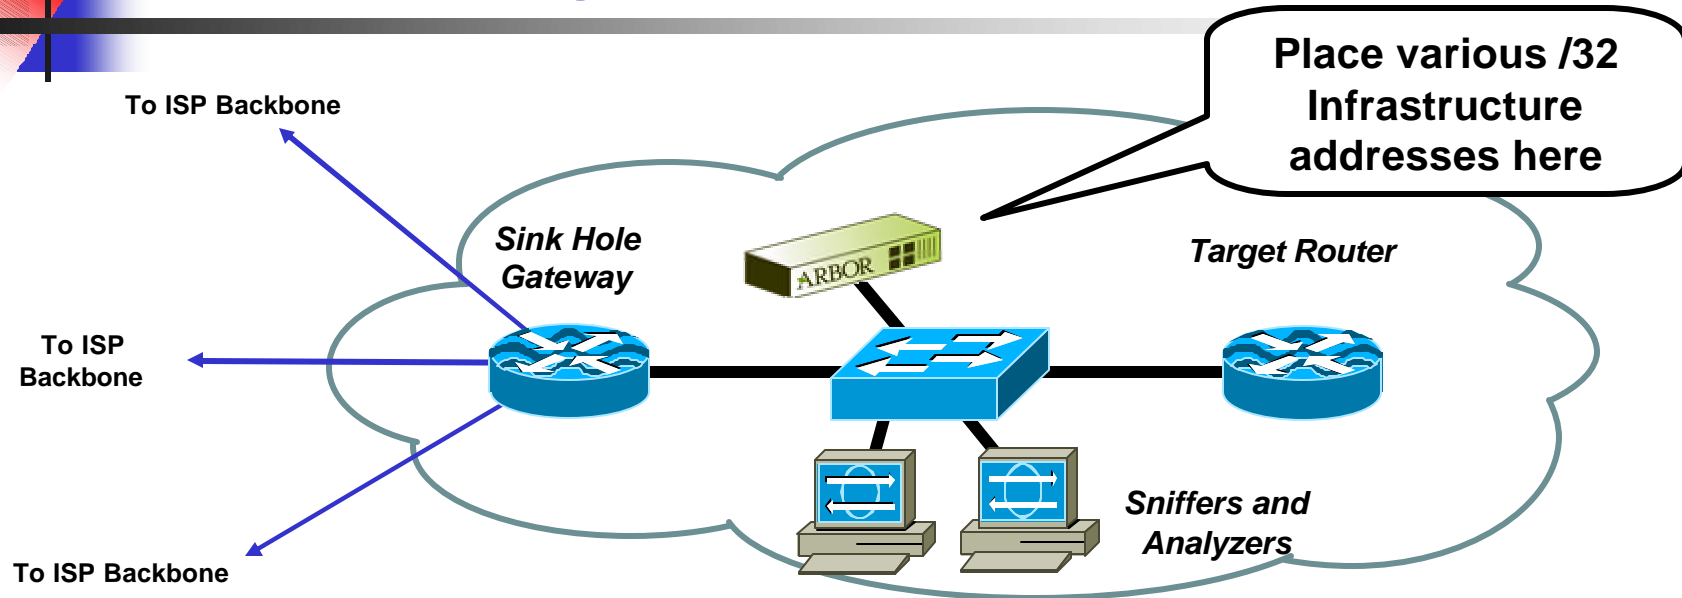 Place various /32
Infrastructure
addresses here
To ISP Backbone
Sink Hole
Gateway
Target Router
ARBOR
To ISP
Backbone
Sniffers and
Analyzers
To ISP Backbone